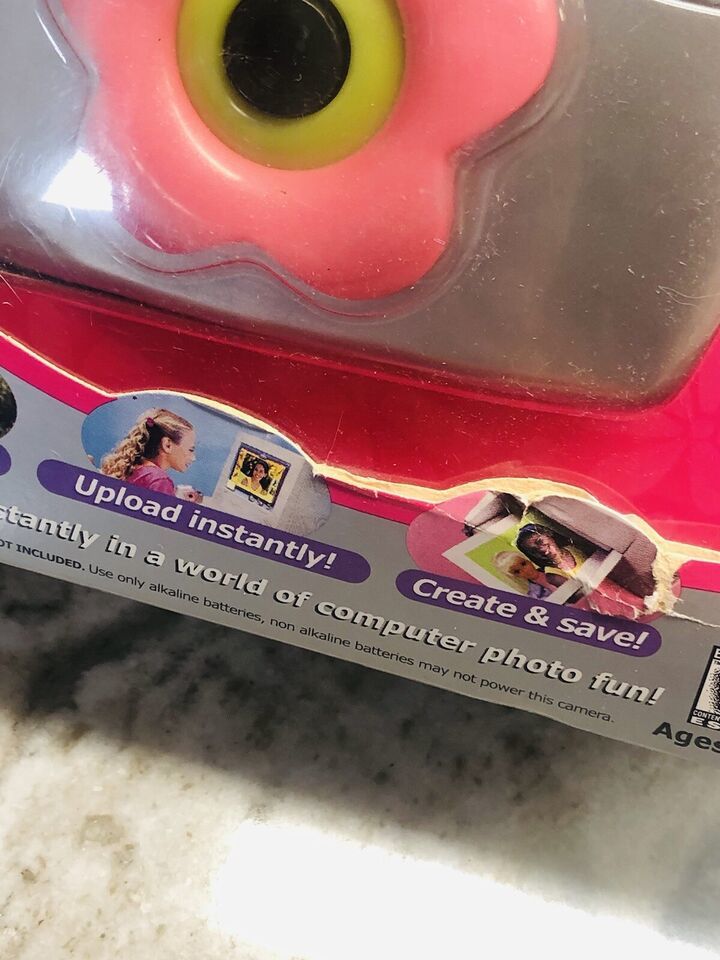 Upload instantly!
Create & save!
stantly in a world of computer photo fun!
OT INCLUDED. Use only alkaline batteries, non alkaline batteries may not power this camera.
CONTEN
E S
Ages